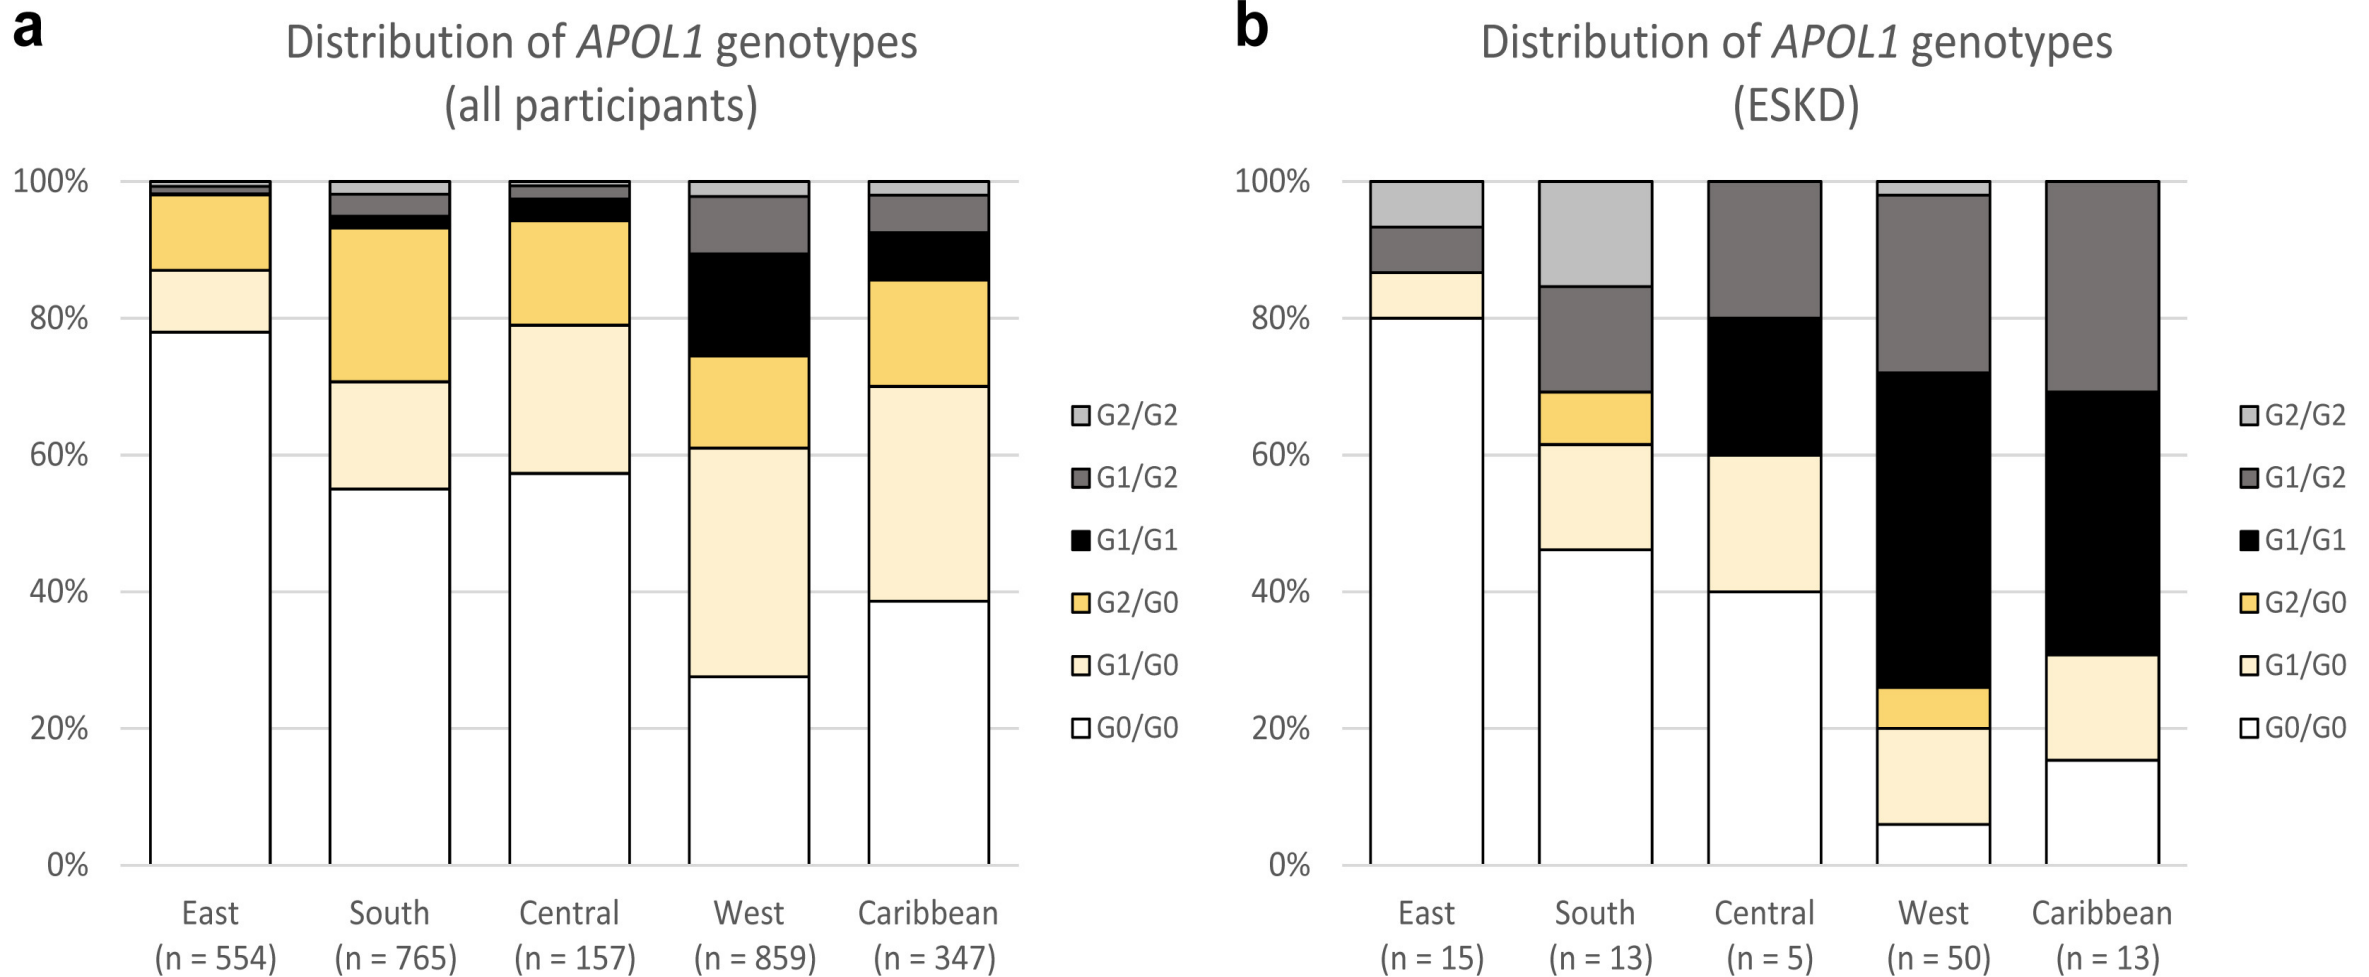 a
Distribution of APOL1 genotypes
(all participants)
100%
80%
60%
40%
20%
0%
East
(n = 554)
South
(n = 765)
Central
(n = 157)
West
(n = 859)
Caribbean
(n = 347)
G2/G2
G1/G2
G1/G1
G2/G0
G1/G0
G0/G0
b
Distribution of APOL1 genotypes
(ESKD)
100%
80%
60%
40%
20%
0%
East
(n = 15)
South
(n = 13)
Central
(n = 5)
West
(n = 50)
Caribbean
(n = 13)
G2/G2
G1/G2
G1/G1
G2/G0
G1/G0
G0/G0